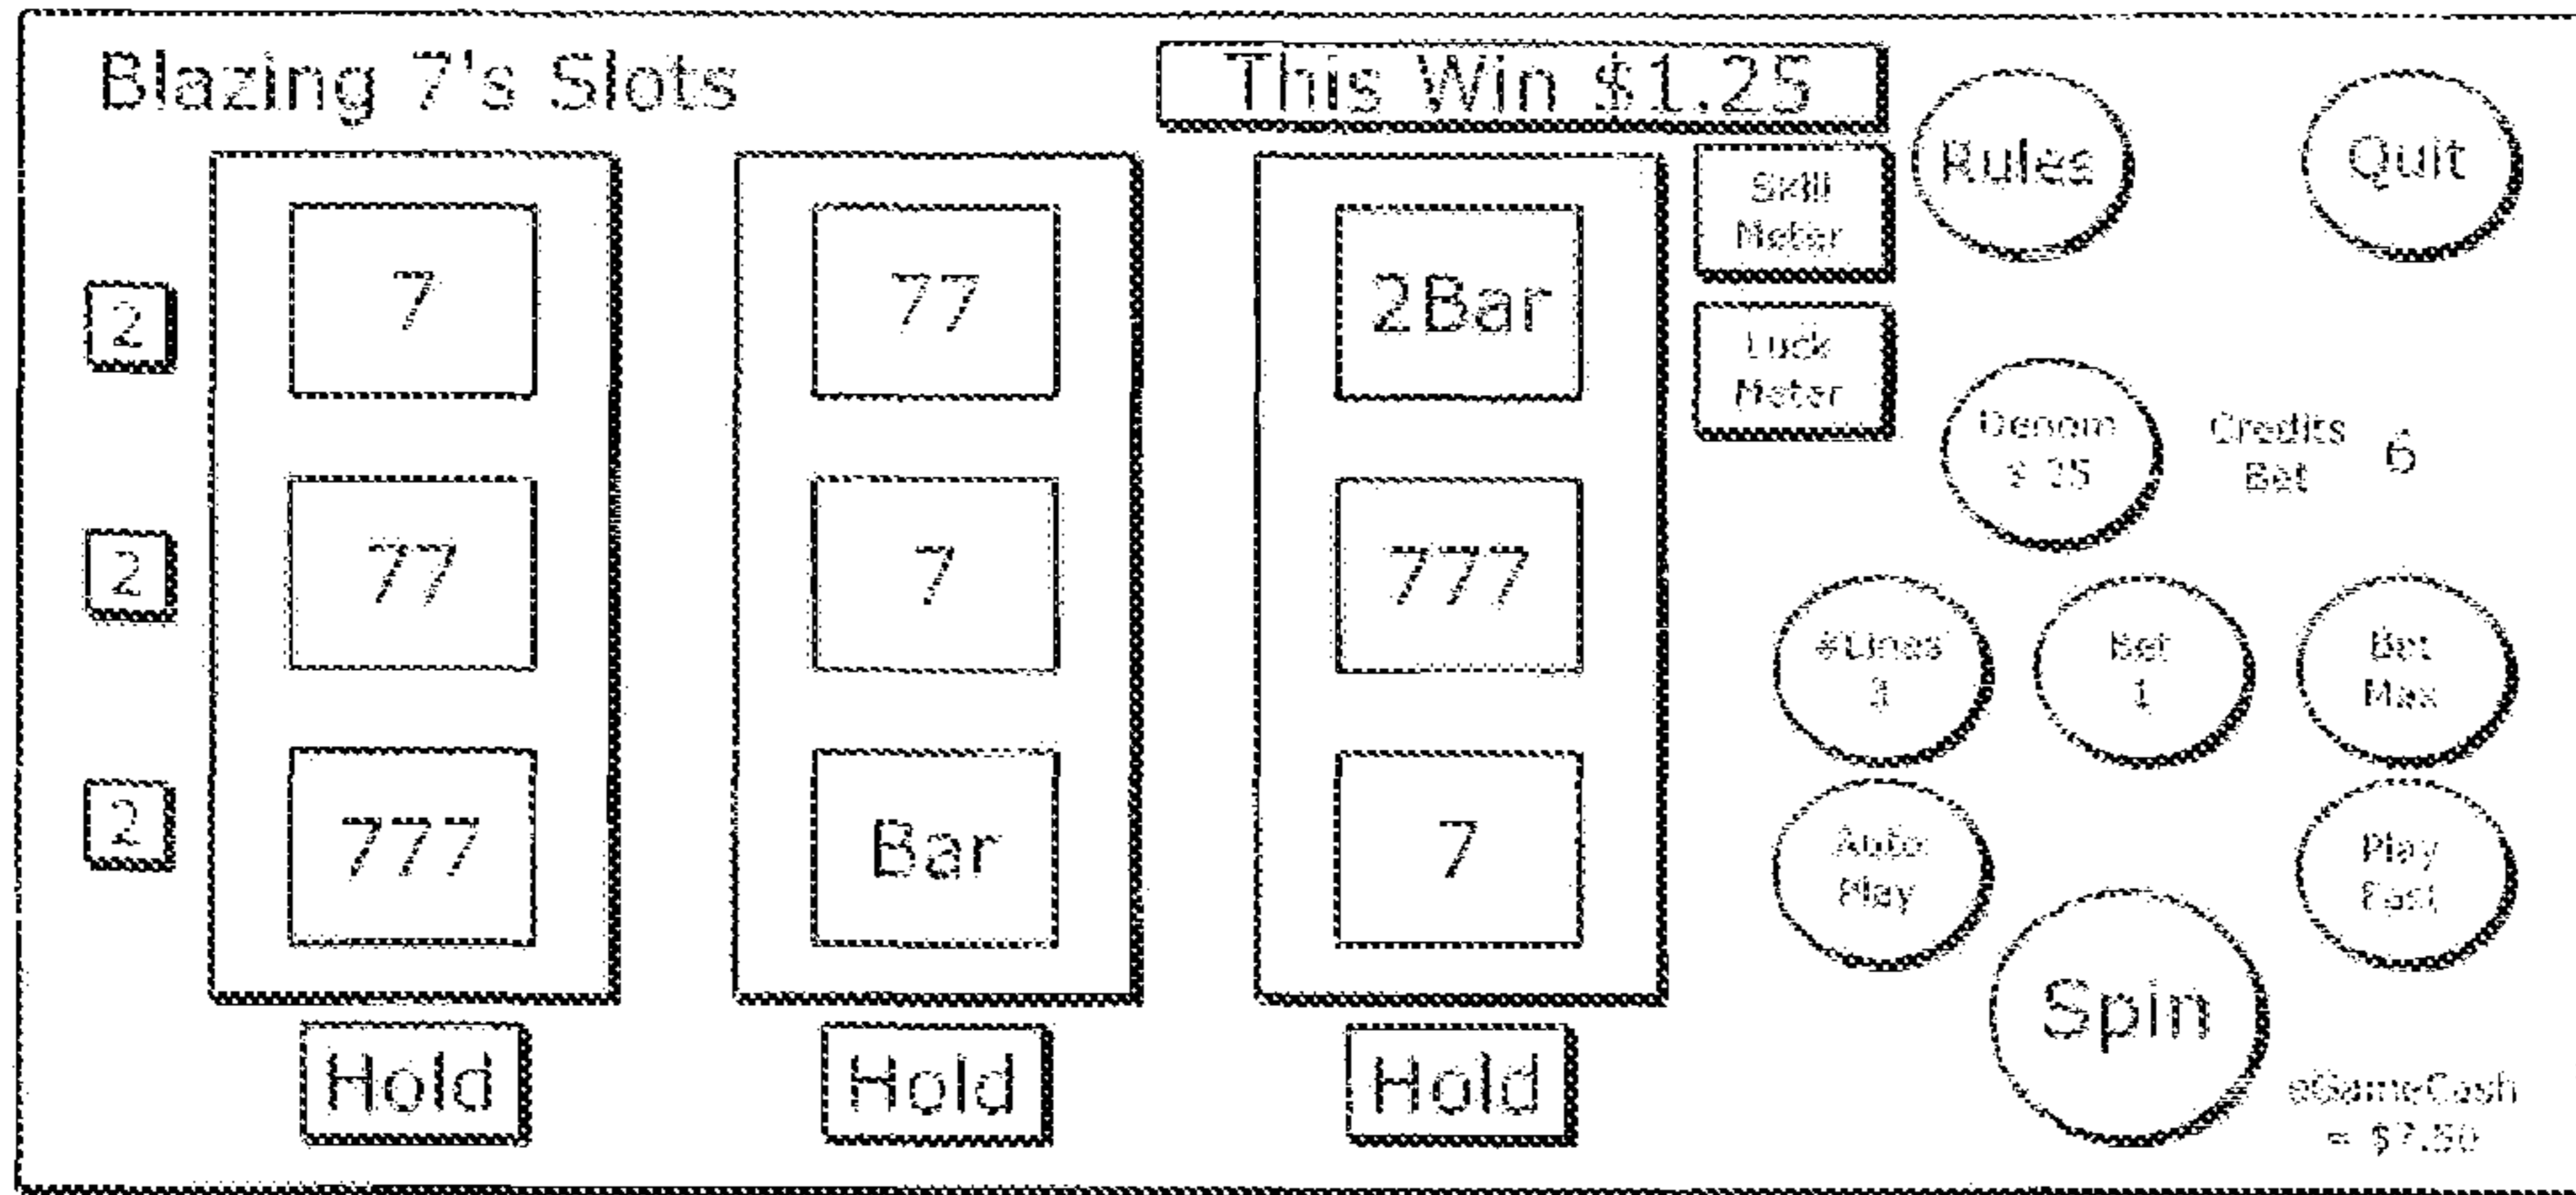 Blazing 7's Slots
This Win $1.25
Rules
Quit
Skill
Meter
Luck
Meter
2
7
77
2Bar
Denom
Credits
Bet
6
2
77
7
777
#Lines
3
Bet
1
Bet
Max
2
777
Bar
7
Auto
Play
Play
Fast
Spin
Hold
Hold
Hold
eGameCash
= $7.50